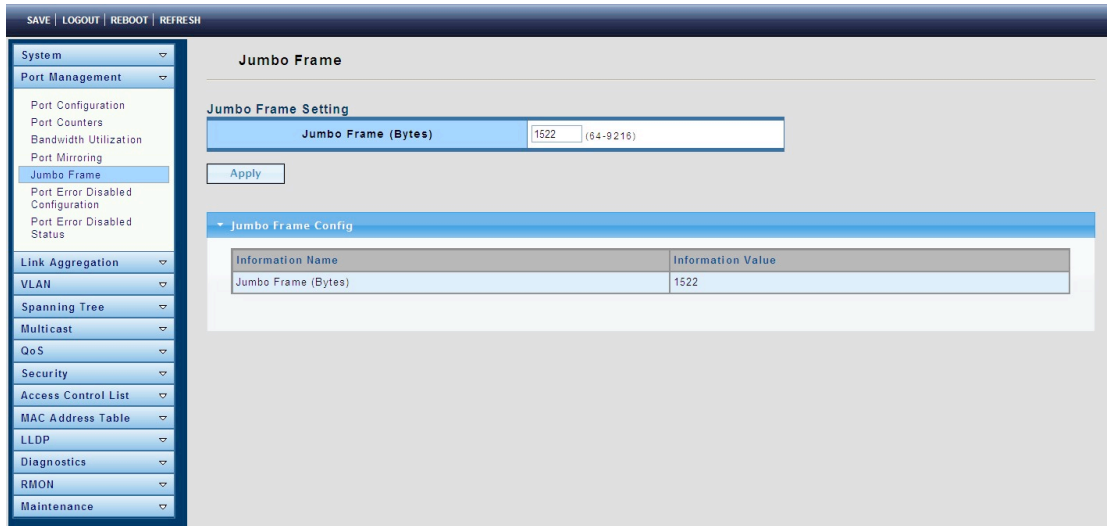 SAVE | LOGOUT | REBOOT | REFRESH
System
Port Management
Port Configuration
Port Counters
Bandwidth Utilization
Port Mirroring
Jumbo Frame
Port Error Disabled
Configuration
Port Error Disabled
Status
Link Aggregation
VLAN
Spanning Tree
Multicast
QoS
Security
Access Control List
MAC Address Table
LLDP
Diagnostics
RMON
Maintenance
Jumbo Frame
Jumbo Frame Setting
Jumbo Frame (Bytes) 1522 (64-9216)
Apply
Jumbo Frame Config
Information Name Information Value
Jumbo Frame (Bytes) 1522